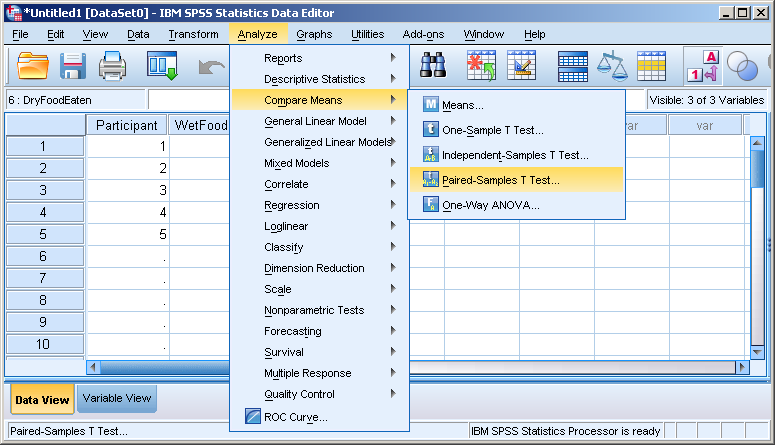 *Untitled1 [DataSet0] - IBM SPSS Statistics Data Editor
File Edit View Data Transform Analyze Graphs Utilities Add-ons Window Help
6 : DryFoodEaten
Visible: 3 of 3 Variables
Participant WetFood var var
1 1
2 2
3 3
4 4
5 5
6 .
7 .
8 .
9 .
10 .
Reports
Descriptive Statistics
Compare Means
General Linear Model
Generalized Linear Models
Mixed Models
Correlate
Regression
Loglinear
Classify
Dimension Reduction
Scale
Nonparametric Tests
Forecasting
Survival
Multiple Response
Quality Control
ROC Curve...
Means...
One-Sample T Test...
Independent-Samples T Test...
Paired-Samples T Test...
One-Way ANOVA...
Data View Variable View
Paired-Samples T Test...
IBM SPSS Statistics Processor is ready